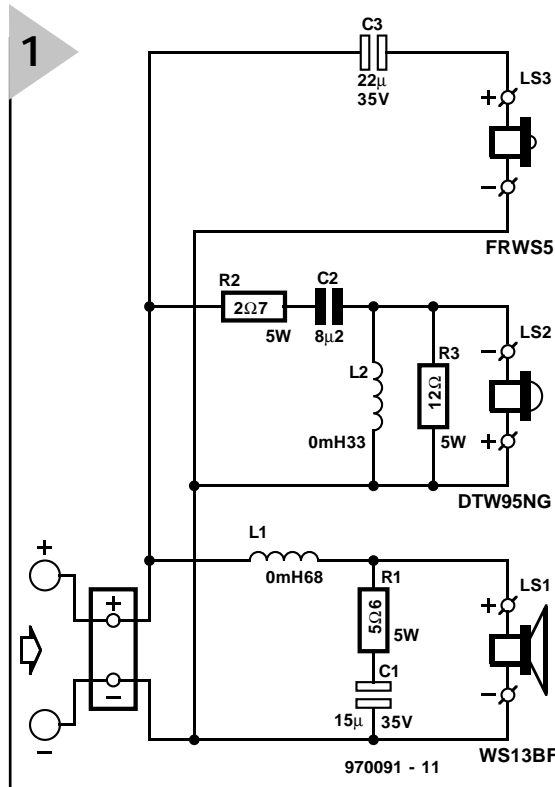 1
C3
22μ
35V
LS3
+
−
FRWS5
R2
2Ω7
5W
C2
8μ2
L2
0mH33
R3
12Ω
5W
LS2
−
+
DTW95NG
L1
0mH68
R1
5Ω6
5W
C1
15μ 35V
LS1
+
−
WS13BF
+
+
−
−
970091 - 11